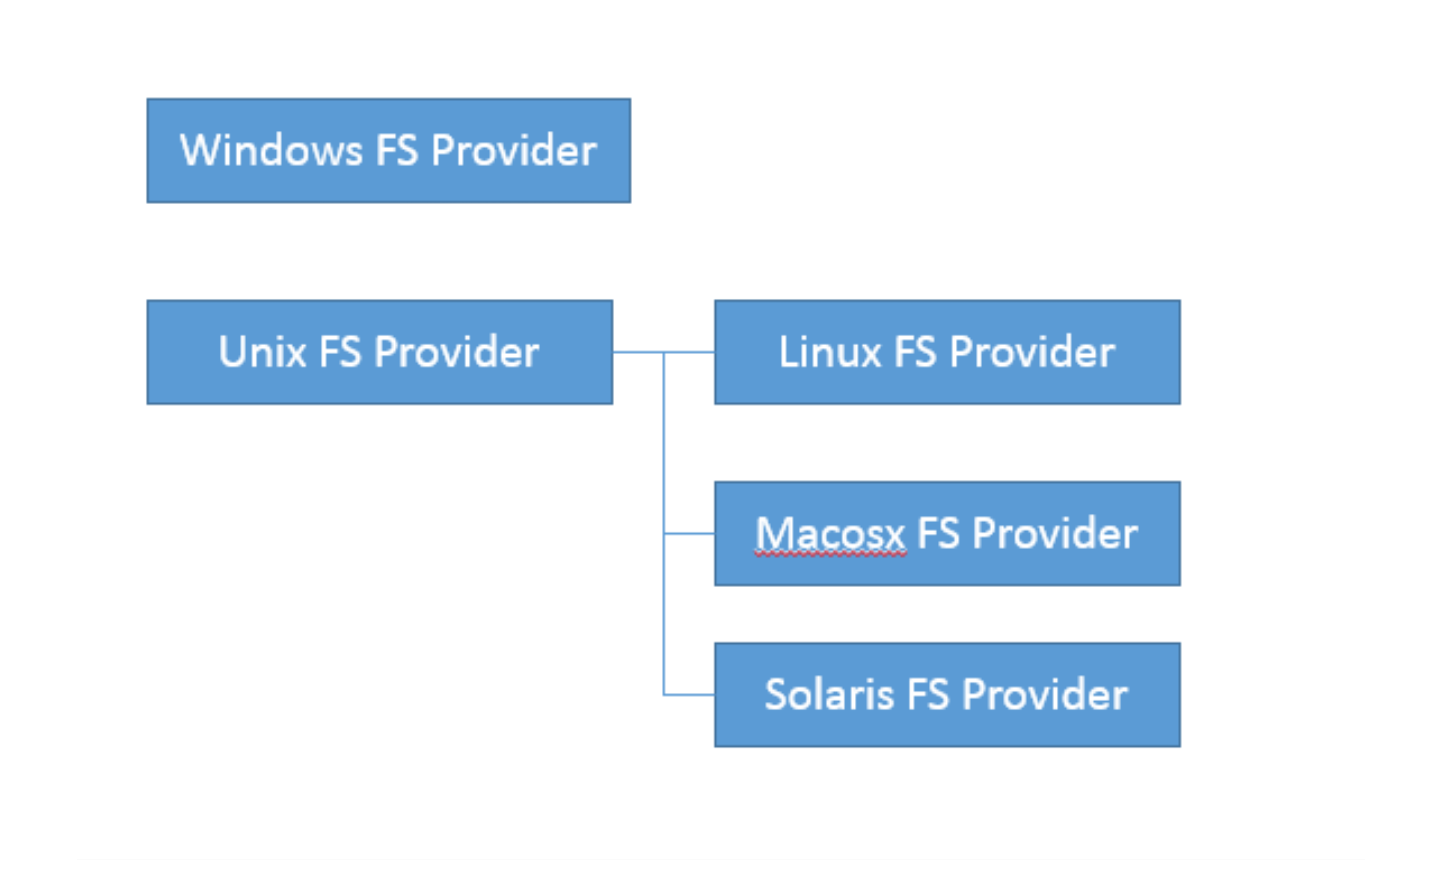 Windows FS Provider
Unix FS Provider
Linux FS Provider
Macosx FS Provider
Solaris FS Provider